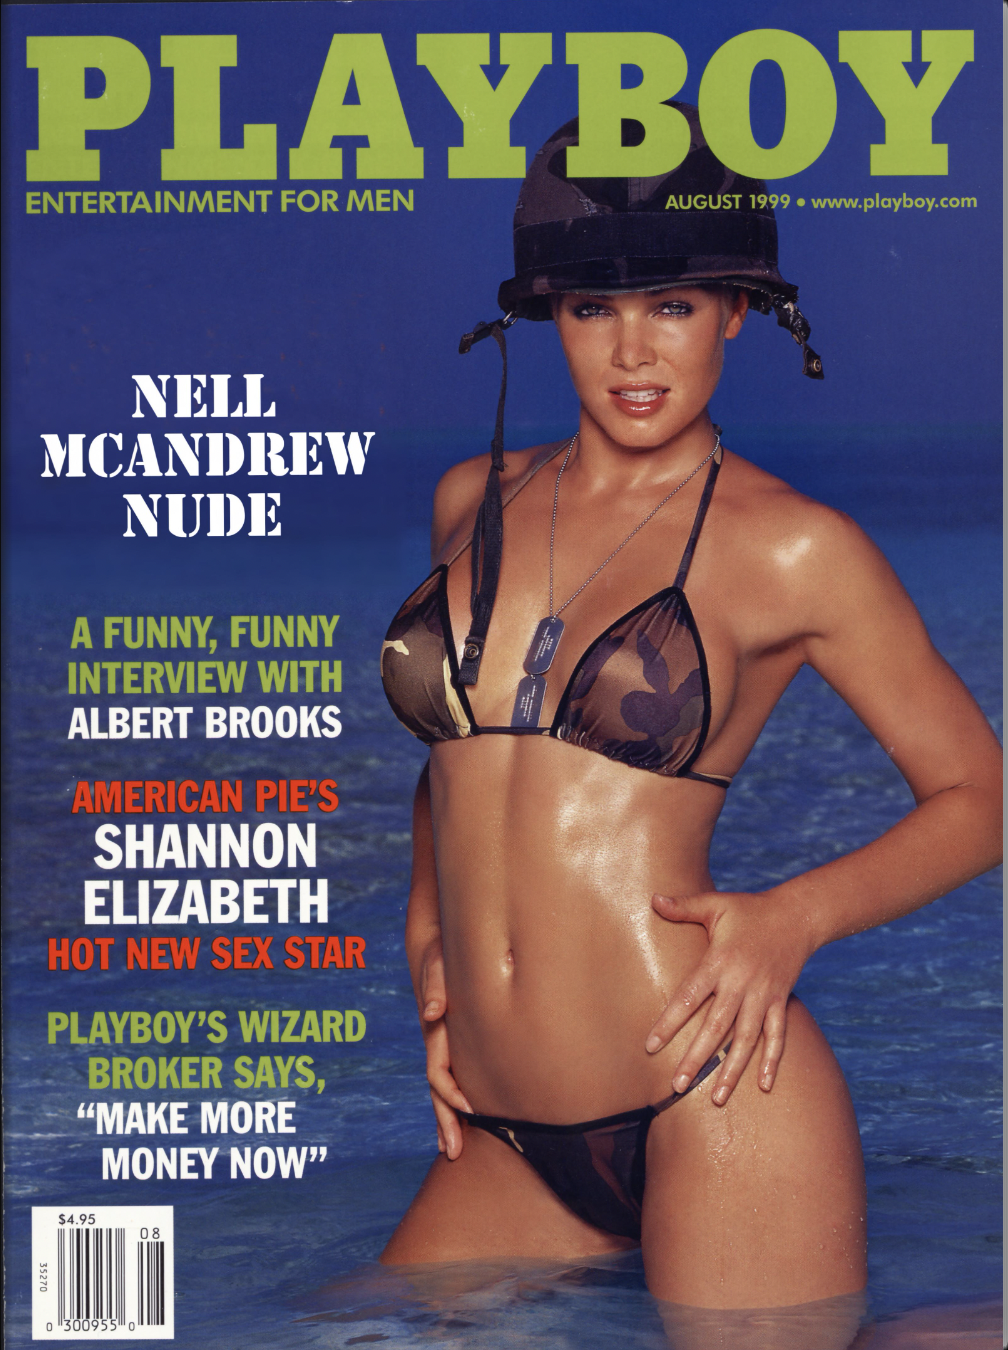 PLAYBOY
ENTERTAINMENT FOR MEN
AUGUST 1999 • www.playboy.com
NELL
MCANDREW
NUDE
A FUNNY, FUNNY
INTERVIEW WITH
ALBERT BROOKS
AMERICAN PIE'S
SHANNON
ELIZABETH
HOT NEW SEX STAR
PLAYBOY'S WIZARD
BROKER SAYS,
“MAKE MORE
MONEY NOW”
$4.95
08
35270
0 300955 0